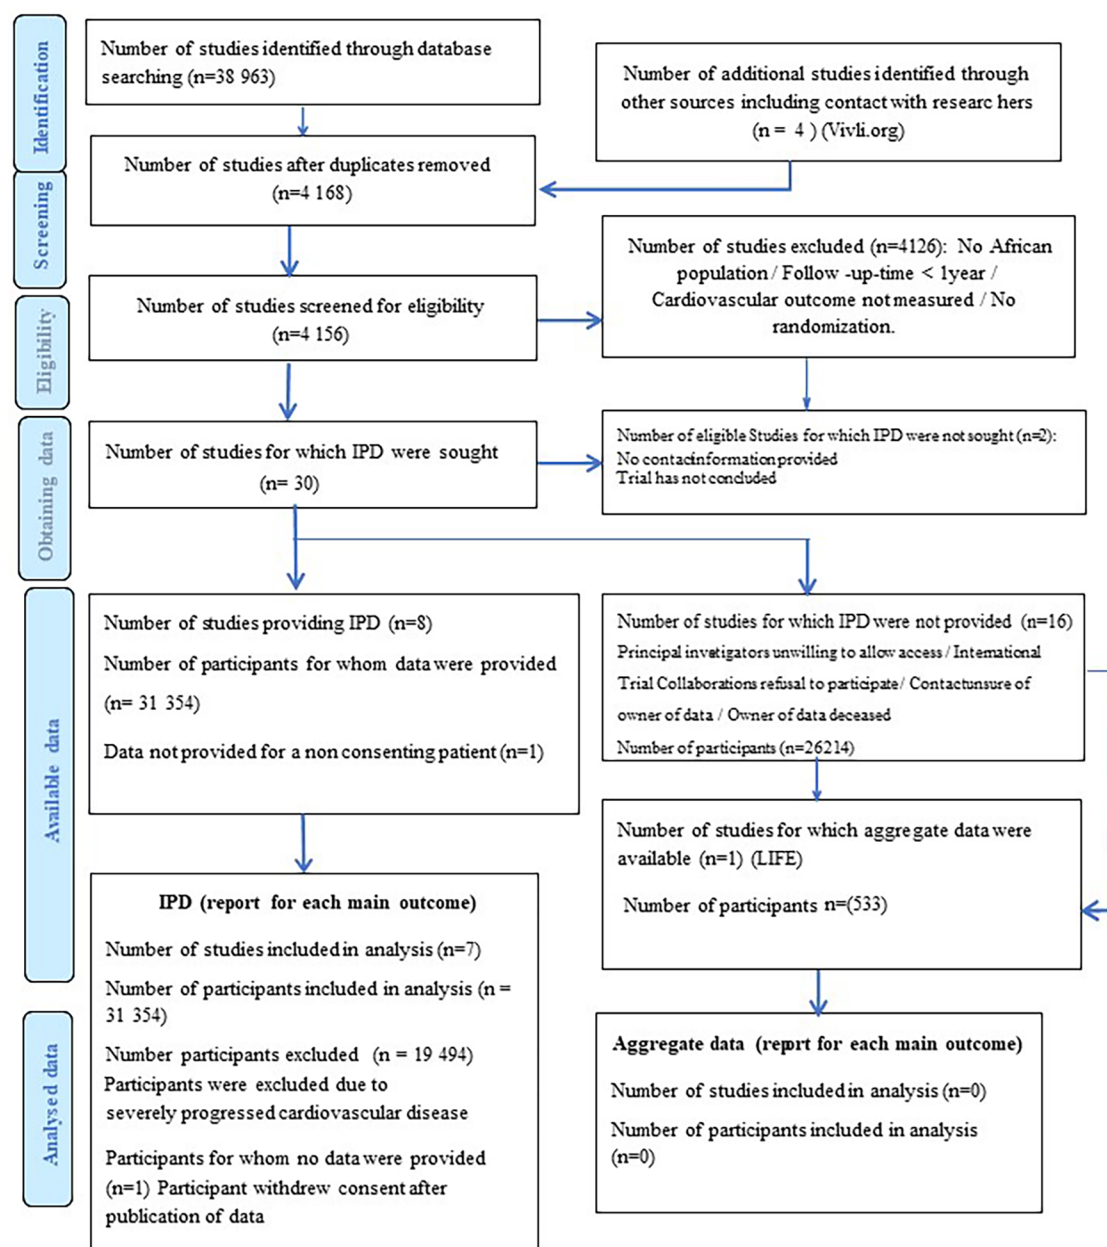 Identification
Number of studies identified through database
searching (n=38 963)
Number of additional studies identified through
other sources including contact with researc hers
(n = 4 ) (Vivli.org)
Number of studies after duplicates removed
(n=4 168)
Screening
Number of studies excluded (n=4126): No African
population / Follow -up-time < 1year /
Cardiovascular outcome not measured / No
randomization.
Number of studies screened for eligibility
(n=4 156)
Eligibility
Number of studies for which IPD were sought
(n= 30)
Number of eligible Studies for which IPD were not sought (n=2):
No contacinformation provided
Trial has not concluded
Obtaining data
Number of studies providing IPD (n=8)
Number of participants for whom data were provided
(n= 31 354)
Data not provided for a non consenting patient (n=1)
Number of studies for which IPD were not provided (n=16)
Principal invetigators unwilling to allow access / International
Trial Collaborations refusal to participate/ Contactunsure of
owner of data / Owner of data deceased
Number of participants (n=26214)
Available data
Number of studies for which aggregate data were
available (n=1) (LIFE)
Number of participants n=(533)
IPD (report for each main outcome)
Number of studies included in analysis (n=7)
Number of participants included in analysis (n =
31 354)
Number participants excluded (n = 19 494)
Participants were excluded due to
severely progressed cardiovascular disease
Participants for whom no data were provided
(n=1) Participant withdrew consent after
publication of data
Analysed data
Aggregate data (reprt for each main outcome)
Number of studies included in analysis (n=0)
Number of participants included in analysis
(n=0)